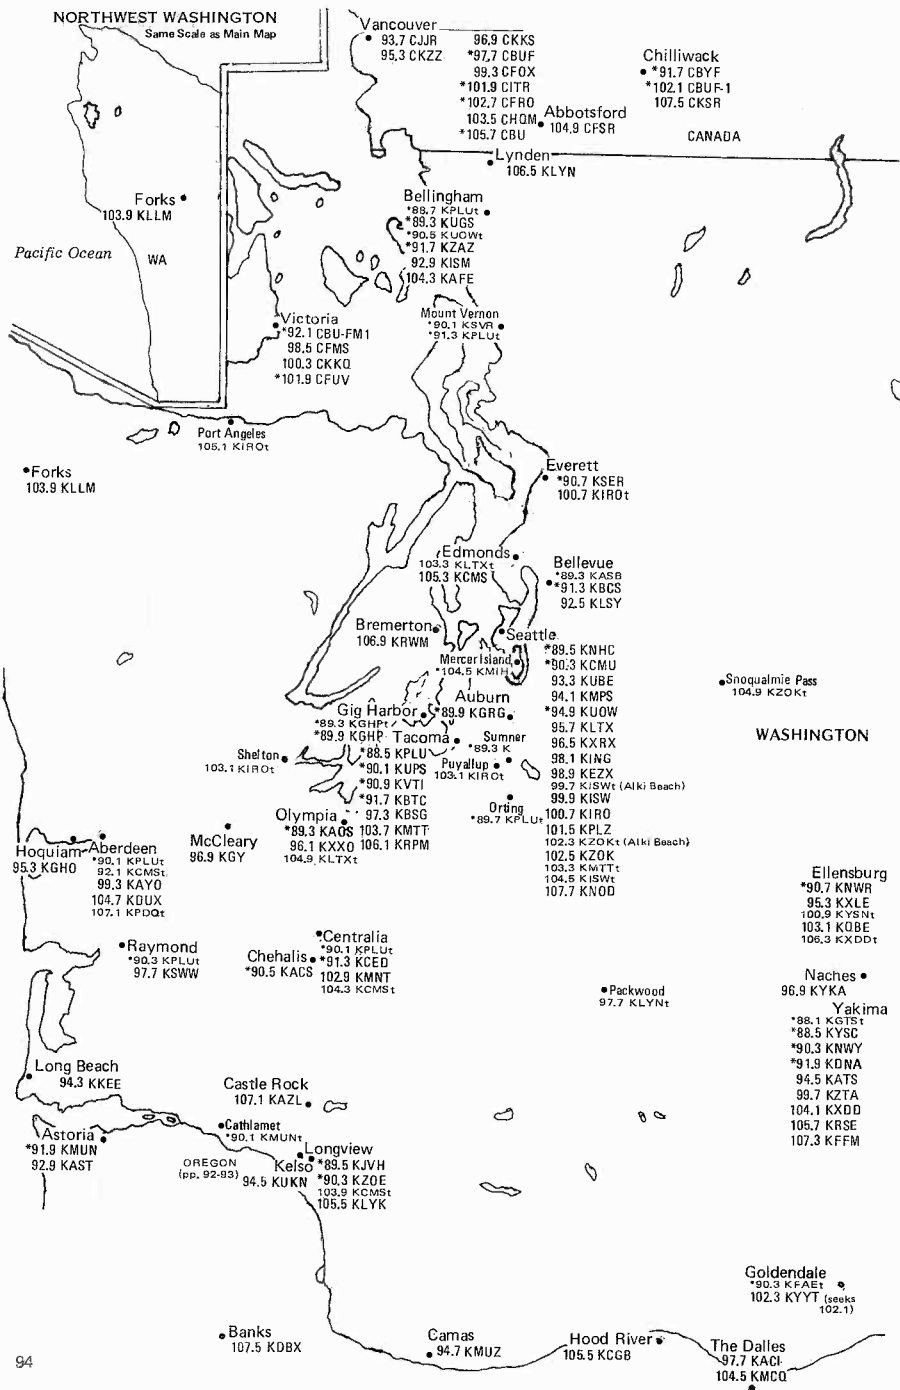 NORTHWEST WASHINGTON
Same Scale as Main Map
Forks
103.9 KLLM
Pacific Ocean
WA
Vancouver
93.7 CJJR
95.3 CKZZ
96.9 CKKS
*97.7 CBUF
99.3 CFOX
*101.9 CITR
*102.7 CFRO
103.5 CHQM
*105.7 CBU
Abbotsford
104.9 CFSR
Chilliwack
*91.7 CBYF
*102.1 CBUF-1
107.5 CKSR
CANADA
Lynden
106.5 KLYN
Bellingham
*88.7 KPLUt
*89.3 KUGS
*90.5 KUOWt
*91.7 KZAZ
92.9 KISM
104.3 KAFE
Mount Vernon
*90.1 KSVR
*91.3 KPLUt
Victoria
*92.1 CBU-FM1
98.5 CFMS
100.3 CKKQ
*101.9 CFUV
Port Angeles
105.1 KIROt
Forks
103.9 KLLM
Everett
*90.7 KSER
100.7 KIROt
Edmonds
103.3 KLTXt
105.3 KCMS
Bellevue
*89.3 KASB
*91.3 KBCS
92.5 KLSY
Bremerton
106.9 KRWM
Seattle
*89.5 KNHC
*90.3 KCMU
93.3 KUBE
94.1 KMPS
*94.9 KUOW
95.7 KLTX
96.5 KXRX
98.1 KING
98.9 KEZX
99.7 KISWt (Alki Beach)
99.9 KISW
100.7 KIRO
101.5 KPLZ
102.3 KZOKt (Alki Beach)
102.5 KZOK
103.3 KMTTt
104.5 KISWt
107.7 KNOD
Mercer Island
*104.5 KMIH
Snoqualmie Pass
104.9 KZOKt
WASHINGTON
Auburn
*89.9 KGRG
Gig Harbor
*89.3 KGHPt
*89.9 KGHP
Tacoma
*88.5 KPLU
*90.1 KUPS
*90.9 KVTI
*91.7 KBTC
97.3 KBSG
103.7 KMTT
106.1 KRPM
Sumner
*89.3 K
Puyallup
103.1 KIROt
Orting
*89.7 KPLUt
Shelton
103.1 KIROt
Olympia
*89.3 KAOS
96.1 KXXO
104.9 KLTXt
McCleary
96.9 KGY
Hoquiam
95.3 KGHO
Aberdeen
*90.1 KPLUt
92.1 KCMSt
99.3 KAYO
104.7 KDUX
107.1 KPDQt
Ellensburg
*90.7 KNWR
95.3 KXLE
100.9 KYSNt
103.1 KQBE
106.3 KXDDt
Raymond
*90.3 KPLUt
97.7 KSWW
Chehalis
*90.5 KACS
Centralia
*90.1 KPLUt
*91.3 KCED
102.9 KMNT
104.3 KCMSt
Packwood
97.7 KLYNt
Naches
96.9 KYKA
Yakima
*88.1 KGTSt
*88.5 KYSC
*90.3 KNWY
*91.9 KDNA
94.5 KATS
99.7 KZTA
104.1 KXDD
105.7 KRSE
107.3 KFFM
Long Beach
94.3 KKEE
Castle Rock
107.1 KAZL
Astoria
*91.9 KMUN
92.9 KAST
Cathlamet
*90.1 KMUNt
OREGON
(pp. 92-93)
Kelso
94.5 KUKN
Longview
*89.5 KJVH
*90.3 KZOE
103.9 KCMSt
105.5 KLYK
Goldendale
*90.3 KFAEt
102.3 KYYT (seeks
102.1)
Banks
107.5 KDBX
Camas
94.7 KMUZ
Hood River
105.5 KCGB
The Dalles
97.7 KACI
104.5 KMCQ
94